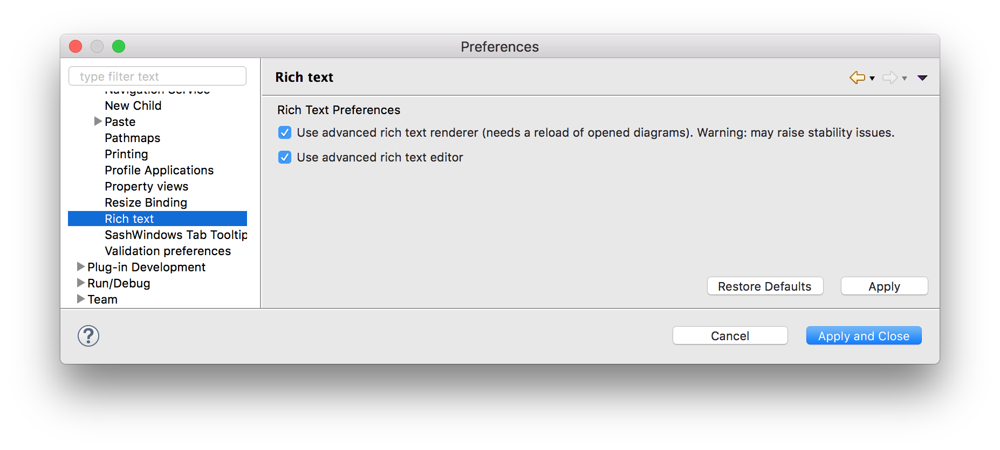 Preferences
type filter text
Navigation Service
New Child
Paste
Pathmaps
Printing
Profile Applications
Property views
Resize Binding
Rich text
SashWindows Tab Tooltip
Validation preferences
Plug-in Development
Run/Debug
Team
Rich text
Rich Text Preferences
Use advanced rich text renderer (needs a reload of opened diagrams). Warning: may raise stability issues.
Use advanced rich text editor
Restore Defaults
Apply
?
Cancel
Apply and Close